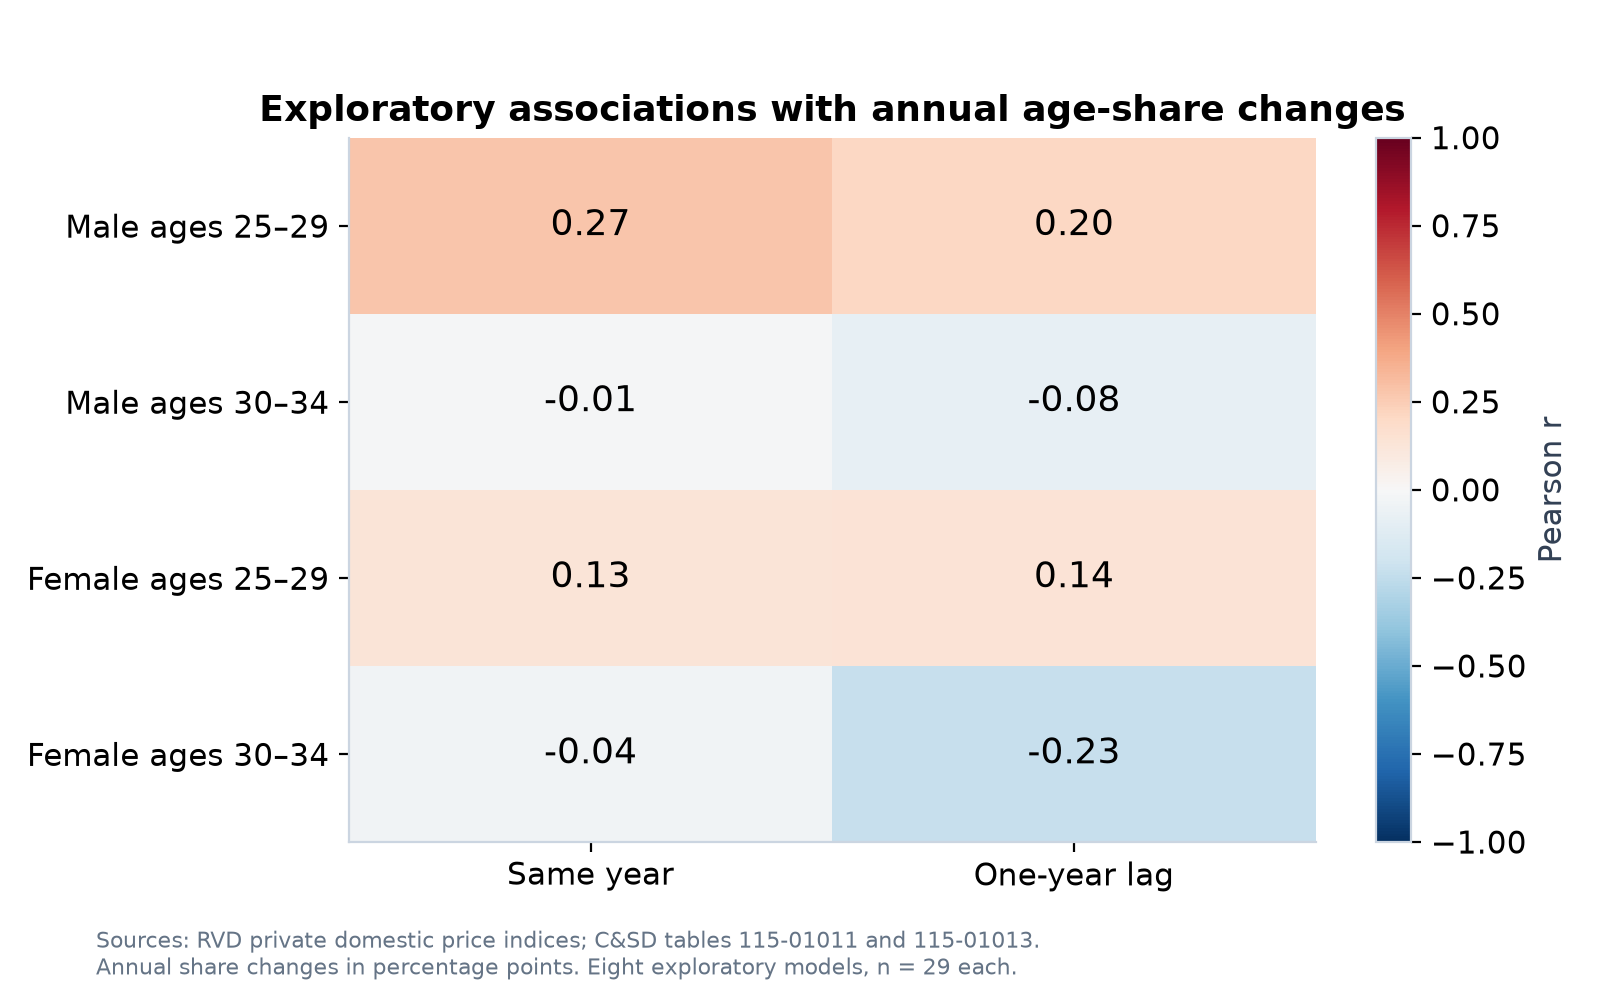 Exploratory associations with annual age-share changes
Male ages 25–29
0.27
0.20
Male ages 30–34
-0.01
-0.08
Female ages 25–29
0.13
0.14
Female ages 30–34
-0.04
-0.23
Same year
One-year lag
1.00
0.75
0.50
0.25
0.00
−0.25
−0.50
−0.75
−1.00
Pearson r
Sources: RVD private domestic price indices; C&SD tables 115-01011 and 115-01013.
Annual share changes in percentage points. Eight exploratory models, n = 29 each.